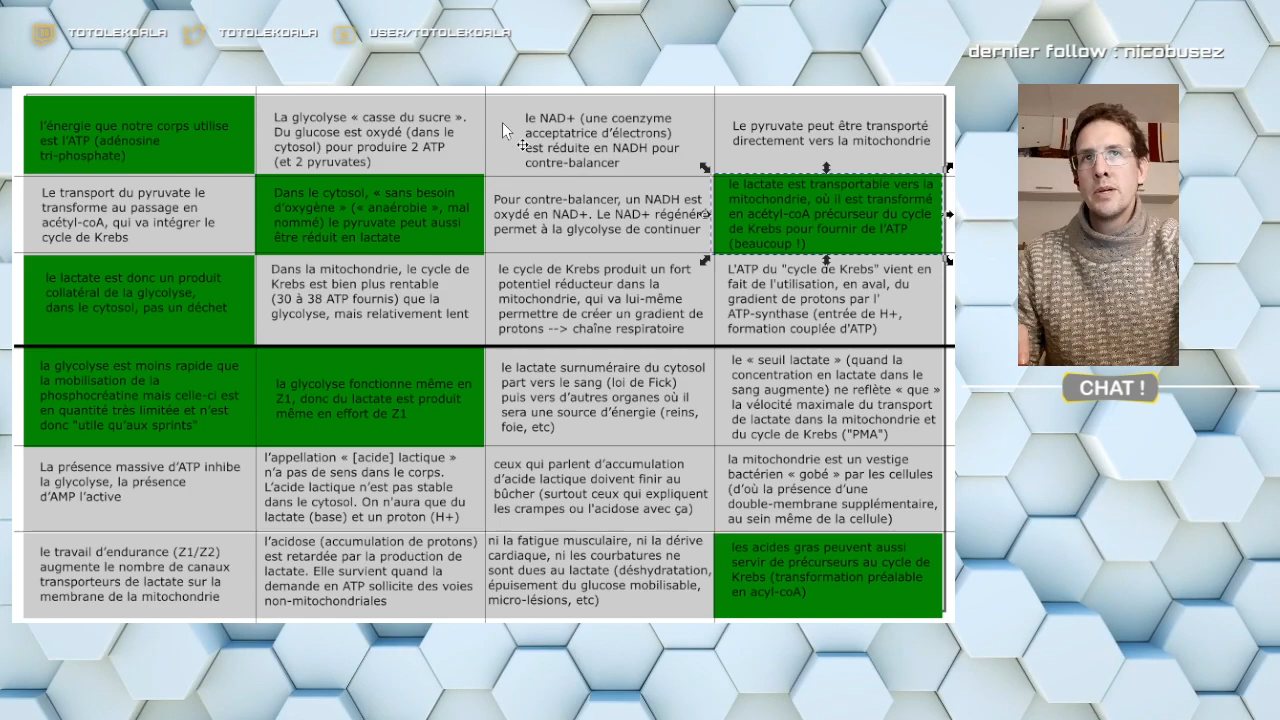 TOTOLEKOALA TOTOLEKOALA USER/TOTOLEKOALA
dernier follow : nicobusez
l'énergie que notre corps utilise
est l'ATP (adénosine
tri-phosphate)
La glycolyse « casse du sucre ».
Du glucose est oxydé (dans le
cytosol) pour produire 2 ATP
(et 2 pyruvates)
le NAD+ (une coenzyme
acceptatrice d'électrons)
est réduite en NADH pour
contre-balancer
Le pyruvate peut être transporté
directement vers la mitochondrie
Le transport du pyruvate le
transforme au passage en
acétyl-coA, qui va intégrer le
cycle de Krebs
Dans le cytosol, « sans besoin
d'oxygène » (« anaérobie », mal
nommé) le pyruvate peut aussi
être réduit en lactate
Pour contre-balancer, un NADH est
oxydé en NAD+. Le NAD+ régénéré
permet à la glycolyse de continuer
le lactate est transportable vers la
mitochondrie, où il est transformé
en acétyl-coA précurseur du cycle
de Krebs pour fournir de l'ATP
(beaucoup !)
le lactate est donc un produit
collatéral de la glycolyse,
dans le cytosol, pas un déchet
Dans la mitochondrie, le cycle de
Krebs est bien plus rentable
(30 à 38 ATP fournis) que la
glycolyse, mais relativement lent
le cycle de Krebs produit un fort
potentiel réducteur dans la
mitochondrie, qui va lui-même
permettre de créer un gradient de
protons --> chaîne respiratoire
L'ATP du "cycle de Krebs" vient en
fait de l'utilisation, en aval, du
gradient de protons par l'
ATP-synthase (entrée de H+,
formation couplée d'ATP)
la glycolyse est moins rapide que
la mobilisation de la
phosphocréatine mais celle-ci est
en quantité très limitée et n'est
donc "utile qu'aux sprints"
la glycolyse fonctionne même en
Z1, donc du lactate est produit
même en effort de Z1
le lactate surnuméraire du cytosol
part vers le sang (loi de Fick)
puis vers d'autres organes où il
sera une source d'énergie (reins,
foie, etc)
le « seuil lactate » (quand la
concentration en lactate dans le
sang augmente) ne reflète « que »
la vélocité maximale du transport
de lactate dans la mitochondrie et
du cycle de Krebs ("PMA")
La présence massive d'ATP inhibe
la glycolyse, la présence
d'AMP l'active
l'appellation « [acide] lactique »
n'a pas de sens dans le corps.
L'acide lactique n'est pas stable
dans le cytosol. On n'aura que du
lactate (base) et un proton (H+)
ceux qui parlent d'accumulation
d'acide lactique doivent finir au
bûcher (surtout ceux qui expliquent
les crampes ou l'acidose avec ça)
la mitochondrie est un vestige
bactérien « gobé » par les cellules
(d'où la présence d'une
double-membrane supplémentaire,
au sein même de la cellule)
le travail d'endurance (Z1/Z2)
augmente le nombre de canaux
transporteurs de lactate sur la
membrane de la mitochondrie
l'acidose (accumulation de protons)
est retardée par la production de
lactate. Elle survient quand la
demande en ATP sollicite des voies
non-mitochondriales
ni la fatigue musculaire, ni la dérive
cardiaque, ni les courbatures ne
sont dues au lactate (déshydratation,
épuisement du glucose mobilisable,
micro-lésions, etc)
les acides gras peuvent aussi
servir de précurseurs au cycle de
Krebs (transformation préalable
en acyl-coA)
CHAT !